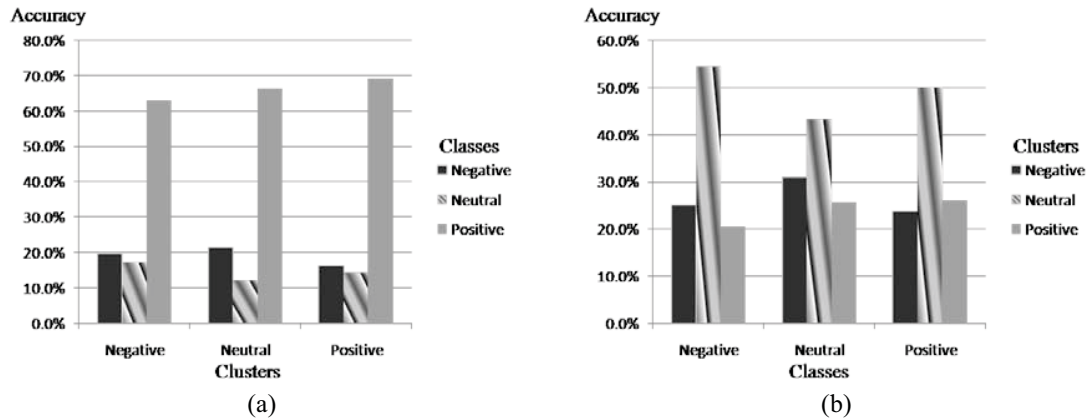 Accuracy
80.0%
70.0%
60.0%
50.0%
40.0%
30.0%
20.0%
10.0%
0.0%
Negative
Neutral
Positive
Clusters
Classes
Negative
Neutral
Positive
(a)
Accuracy
60.0%
50.0%
40.0%
30.0%
20.0%
10.0%
0.0%
Negative
Neutral
Positive
Classes
Clusters
Negative
Neutral
Positive
(b)